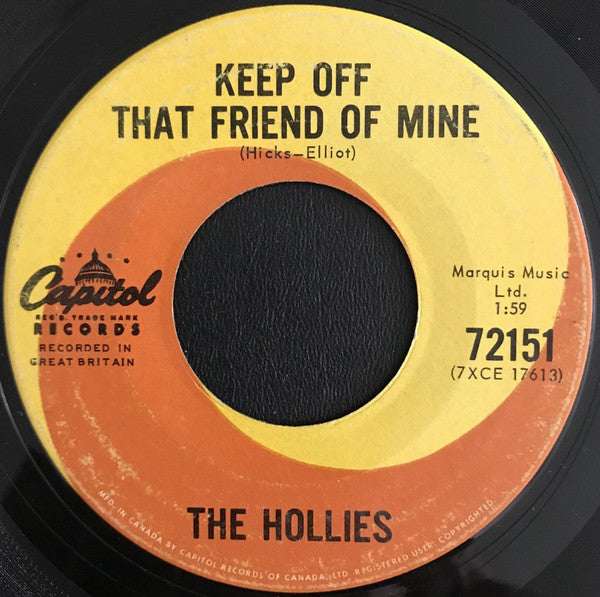 KEEP OFF
THAT FRIEND OF MINE
(Hicks—Elliot)
Capitol
REG'D. TRADE MARK
RECORDS
RECORDED IN
GREAT BRITAIN
Marquis Music
Ltd.
1:59
72151
(7XCE 17613)
THE HOLLIES
MFD. IN CANADA BY CAPITOL RECORDS OF CANADA, LTD. REGISTERED USER. COPYRIGHTED.